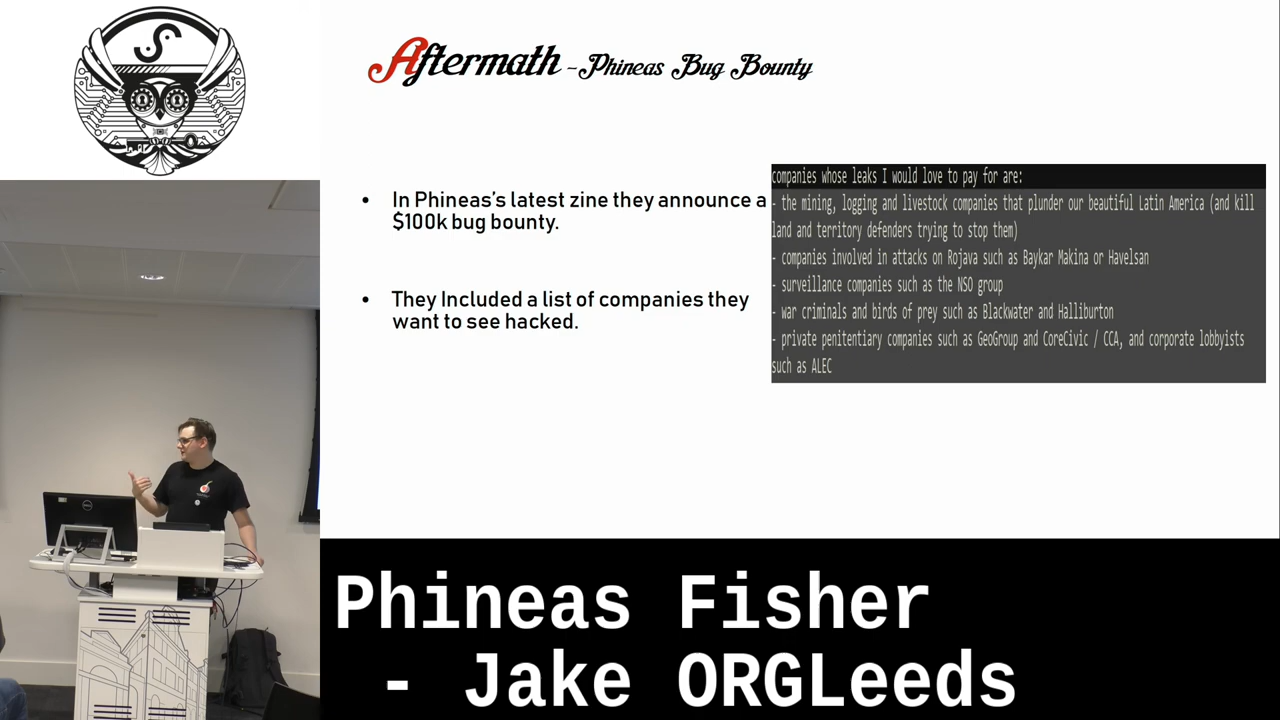 Aftermath - Phineas Bug Bounty
• In Phineas's latest zine they announce a
$100k bug bounty.
• They Included a list of companies they
want to see hacked.
companies whose leaks I would love to pay for are:
- the mining, logging and livestock companies that plunder our beautiful Latin America (and kill
land and territory defenders trying to stop them)
- companies involved in attacks on Rojava such as Baykar Makina or Havelsan
- surveillance companies such as the NSO group
- war criminals and birds of prey such as Blackwater and Halliburton
- private penitentiary companies such as GeoGroup and CoreCivic / CCA, and corporate lobbyists
such as ALEC
DELL
Phineas Fisher
- Jake ORGLeeds